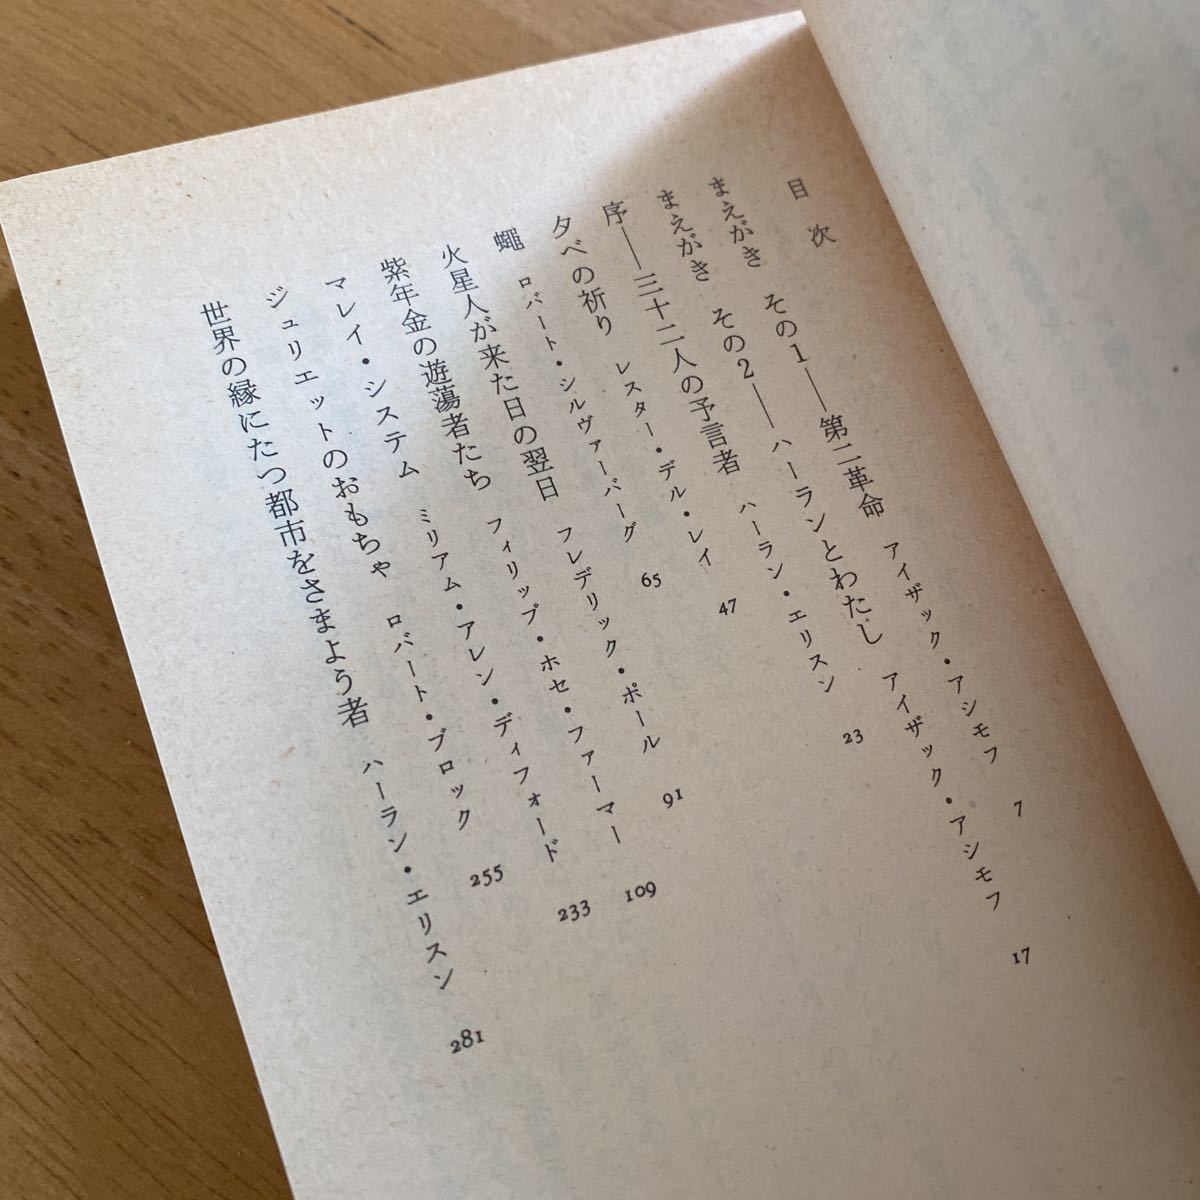 目次
まえがき その1——第二革命 アイザック・アシモフ 7
まえがき その2——ハーランとわたし アイザック・アシモフ 17
序——三十二人の予言者 ハーラン・エリスン 23
夕べの祈り レスター・デル・レイ 47
蠅 ロバート・シルヴァーバーグ 65
火星人が来た日の翌日 フレデリック・ポール 91
紫年金の遊蕩者たち フィリップ・ホセ・ファーマー 109
マレイ・システム ミリアム・アレン・ディフォード 233
ジュリエットのおもちゃ ロバート・ブロック 255
世界の縁にたつ都市をさまよう者 ハーラン・エリスン 281